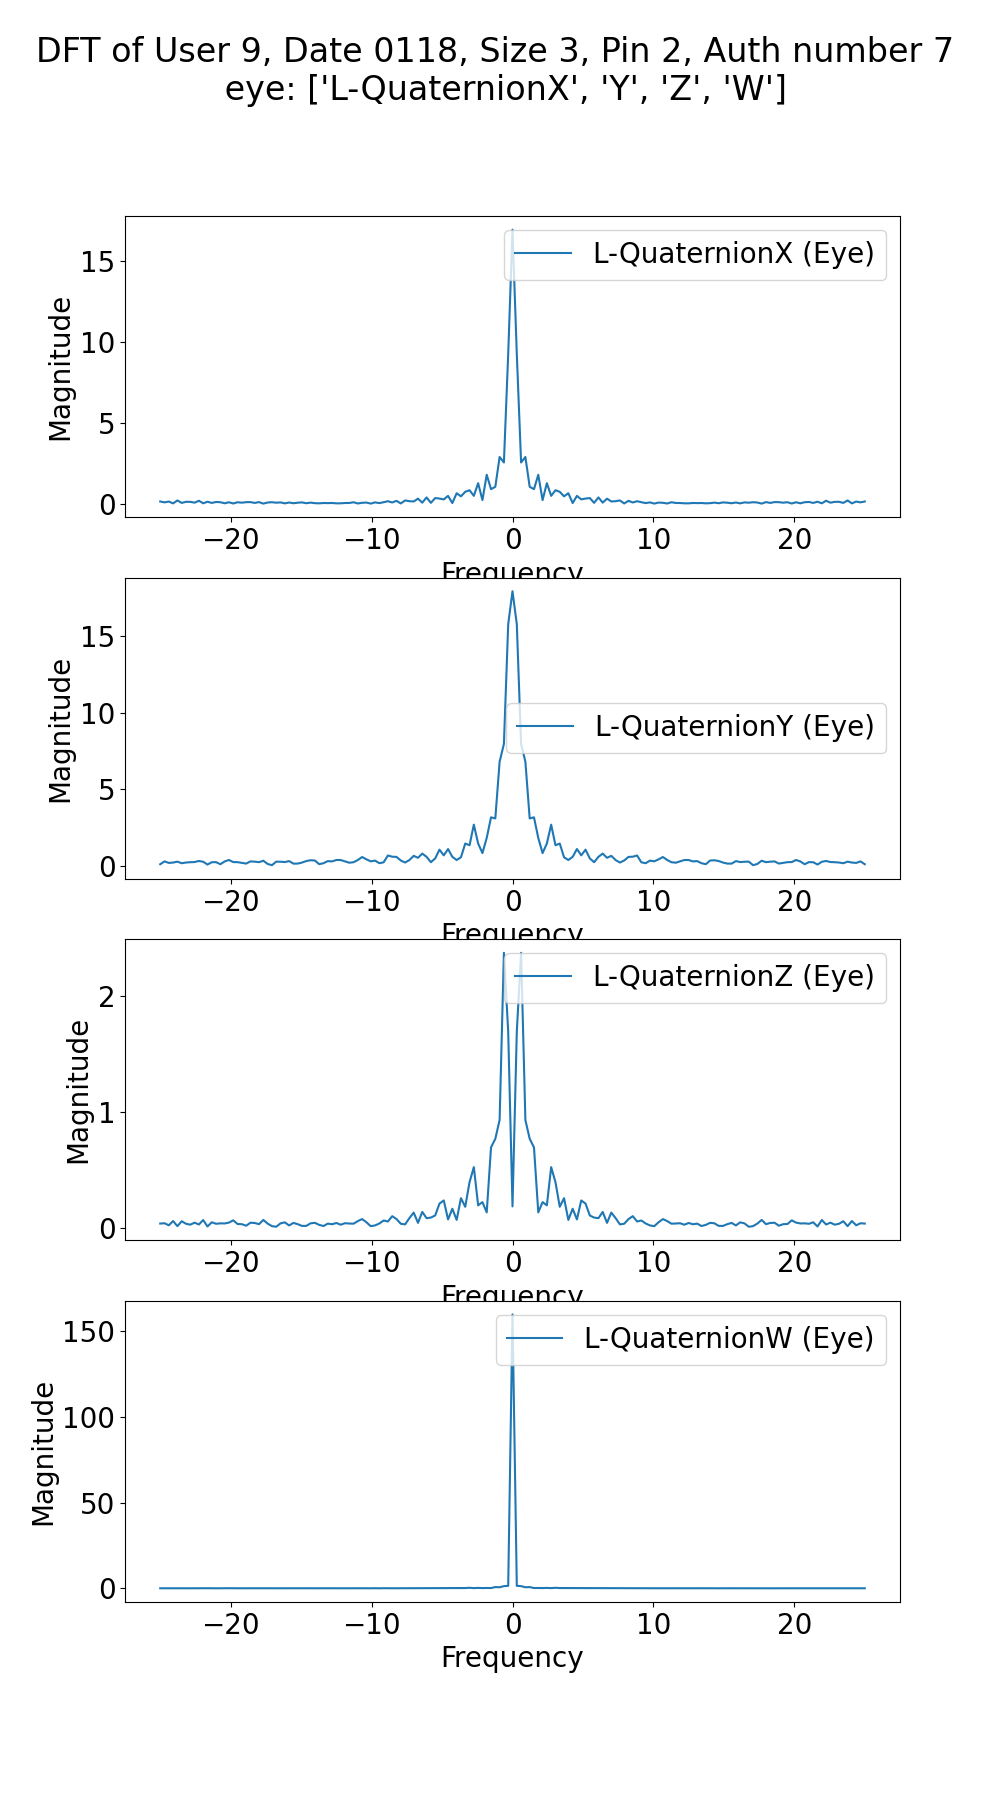 DFT of User 9, Date 0118, Size 3, Pin 2, Auth number 7
eye: ['L-QuaternionX', 'Y', 'Z', 'W']
L-QuaternionX (Eye)
Magnitude
15
10
5
0
−20 −10 0 10 20
Frequency
L-QuaternionY (Eye)
Magnitude
15
10
5
0
−20 −10 0 10 20
Frequency
L-QuaternionZ (Eye)
Magnitude
2
1
0
−20 −10 0 10 20
Frequency
L-QuaternionW (Eye)
Magnitude
150
100
50
0
−20 −10 0 10 20
Frequency